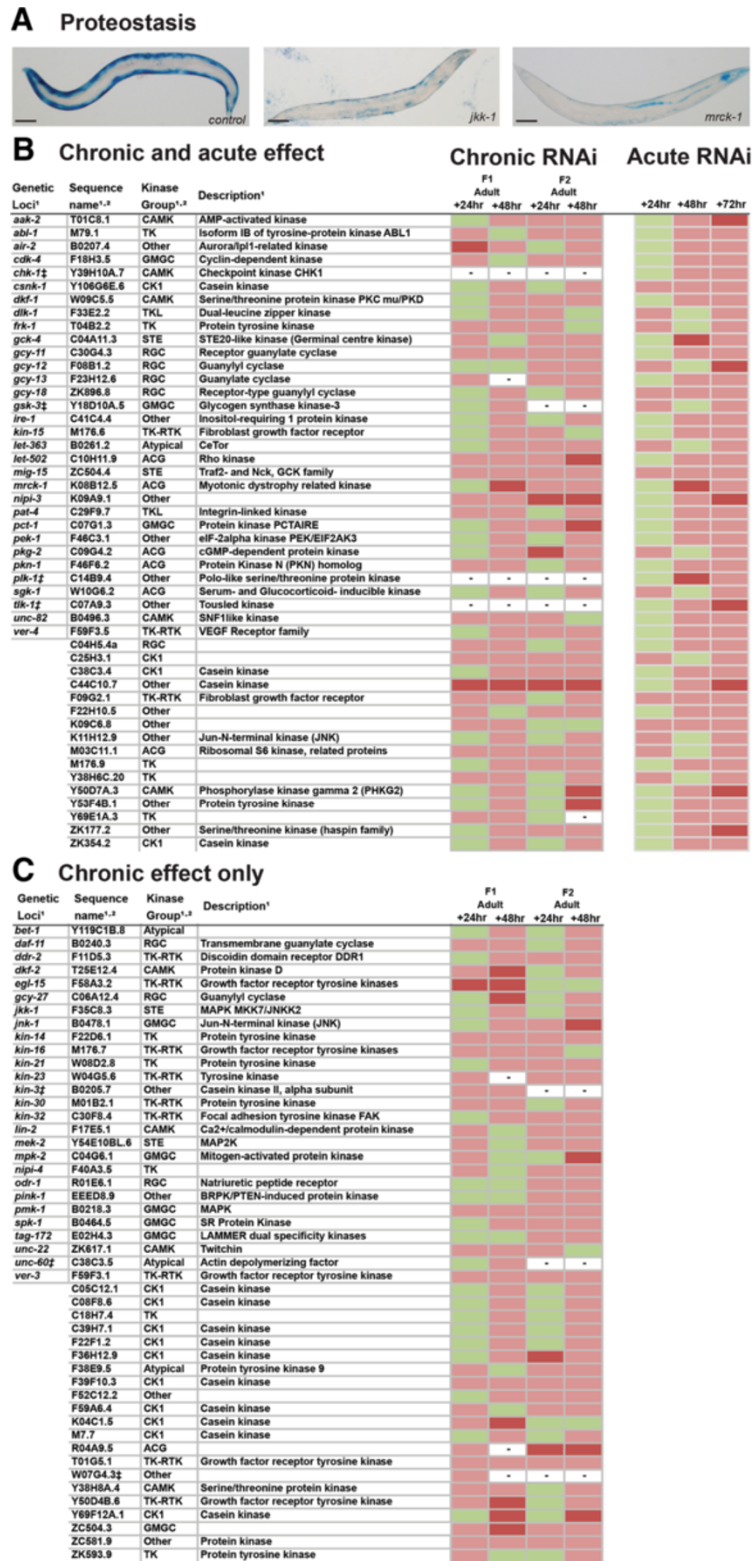 A Proteostasis
control
jkk-1
mrck-1
B Chronic and acute effect Chronic RNAi Acute RNAi
F1 F2
Adult Adult
Genetic Sequence Kinase Description¹
Loci¹ name¹·² Group¹·² +24hr +48hr +24hr +48hr +24hr +48hr +72hr
aak-2 T01C8.1 CAMK AMP-activated kinase
abl-1 M79.1 TK Isoform IB of tyrosine-protein kinase ABL1
air-2 B0207.4 Other Aurora/Ipl1-related kinase
cdk-4 F18H3.5 GMGC Cyclin-dependent kinase
chk-1‡ Y39H10A.7 CAMK Checkpoint kinase CHK1 - - - -
csnk-1 Y106G6E.6 CK1 Casein kinase
dkf-1 W09C5.5 CAMK Serine/threonine protein kinase PKC mu/PKD
dlk-1 F33E2.2 TKL Dual-leucine zipper kinase
frk-1 T04B2.2 TK Protein tyrosine kinase
gck-4 C04A11.3 STE STE20-like kinase (Germinal centre kinase)
gcy-11 C30G4.3 RGC Receptor guanylate cyclase
gcy-12 F08B1.2 RGC Guanylyl cyclase
gcy-13 F23H12.6 RGC Guanylate cyclase -
gcy-18 ZK896.8 RGC Receptor-type guanylyl cyclase
gsk-3‡ Y18D10A.5 GMGC Glycogen synthase kinase-3 - -
ire-1 C41C4.4 Other Inositol-requiring 1 protein kinase
kin-15 M176.6 TK-RTK Fibroblast growth factor receptor
let-363 B0261.2 Atypical CeTor
let-502 C10H11.9 ACG Rho kinase
mig-15 ZC504.4 STE Traf2- and Nck, GCK family
mrck-1 K08B12.5 ACG Myotonic dystrophy related kinase
nipi-3 K09A9.1 Other
pat-4 C29F9.7 TKL Integrin-linked kinase
pct-1 C07G1.3 GMGC Protein kinase PCTAIRE
pek-1 F46C3.1 Other eIF-2alpha kinase PEK/EIF2AK3
pkg-2 C09G4.2 ACG cGMP-dependent protein kinase
pkn-1 F46F6.2 ACG Protein Kinase N (PKN) homolog
plk-1‡ C14B9.4 Other Polo-like serine/threonine protein kinase - - - -
sgk-1 W10G6.2 ACG Serum- and Glucocorticoid- inducible kinase
tlk-1‡ C07A9.3 Other Tousled kinase - - - -
unc-82 B0496.3 CAMK SNF1like kinase
ver-4 F59F3.5 TK-RTK VEGF Receptor family
C04H5.4a RGC
C25H3.1 CK1
C38C3.4 CK1 Casein kinase
C44C10.7 Other Casein kinase
F09G2.1 TK-RTK Fibroblast growth factor receptor
F22H10.5 Other
K09C6.8 Other
K11H12.9 Other Jun-N-terminal kinase (JNK)
M03C11.1 ACG Ribosomal S6 kinase, related proteins
M176.9 TK
Y38H6C.20 TK
Y50D7A.3 CAMK Phosphorylase kinase gamma 2 (PHKG2)
Y53F4B.1 Other Protein tyrosine kinase
Y69E1A.3 TK -
ZK177.2 Other Serine/threonine kinase (haspin family)
ZK354.2 CK1 Casein kinase
C Chronic effect only
F1 F2
Adult Adult
Genetic Sequence Kinase Description¹
Loci¹ name¹·² Group¹·² +24hr +48hr +24hr +48hr
bet-1 Y119C1B.8 Atypical
daf-11 B0240.3 RGC Transmembrane guanylate cyclase
ddr-2 F11D5.3 TK-RTK Discoidin domain receptor DDR1
dkf-2 T25E12.4 CAMK Protein kinase D
egl-15 F58A3.2 TK-RTK Growth factor receptor tyrosine kinases
gcy-27 C06A12.4 RGC Guanylyl cyclase
jkk-1 F35C8.3 STE MAPK MKK7/JNKK2
jnk-1 B0478.1 GMGC Jun-N-terminal kinase (JNK)
kin-14 F22D6.1 TK Protein tyrosine kinase
kin-16 M176.7 TK-RTK Growth factor receptor tyrosine kinases
kin-21 W08D2.8 TK Protein tyrosine kinase
kin-23 W04G5.6 TK-RTK Tyrosine kinase -
kin-3‡ B0205.7 Other Casein kinase II, alpha subunit - -
kin-30 M01B2.1 TK-RTK Protein tyrosine kinase
kin-32 C30F8.4 TK-RTK Focal adhesion tyrosine kinase FAK
lin-2 F17E5.1 CAMK Ca2+/calmodulin-dependent protein kinase
mek-2 Y54E10BL.6 STE MAP2K
mpk-2 C04G6.1 GMGC Mitogen-activated protein kinase
nipi-4 F40A3.5 TK
odr-1 R01E6.1 RGC Natriuretic peptide receptor
pink-1 EEED8.9 Other BRPK/PTEN-induced protein kinase
pmk-1 B0218.3 GMGC MAPK
spk-1 B0464.5 GMGC SR Protein Kinase
tag-172 E02H4.3 GMGC LAMMER dual specificity kinases
unc-22 ZK617.1 CAMK Twitchin
unc-60‡ C38C3.5 Atypical Actin depolymerizing factor - -
ver-3 F59F3.1 TK-RTK Growth factor receptor tyrosine kinase
C05C12.1 CK1 Casein kinase
C08F8.6 CK1 Casein kinase
C18H7.4 TK
C39H7.1 CK1 Casein kinase
F22F1.2 CK1 Casein kinase
F36H12.9 CK1 Casein kinase
F38E9.5 Atypical Protein tyrosine kinase 9
F39F10.3 CK1 Casein kinase
F52C12.2 Other
F59A6.4 CK1 Casein kinase
K04C1.5 CK1 Casein kinase
M7.7 CK1 Casein kinase
R04A9.5 ACG -
T01G5.1 TK-RTK Growth factor receptor tyrosine kinase
W07G4.3‡ Other - - -
Y38H8A.4 CAMK Serine/threonine protein kinase
Y50D4B.6 TK-RTK Growth factor receptor tyrosine kinase
Y69F12A.1 CK1 Casein kinase
ZC504.3 GMGC
ZC581.9 Other Protein kinase
ZK593.9 TK Protein tyrosine kinase